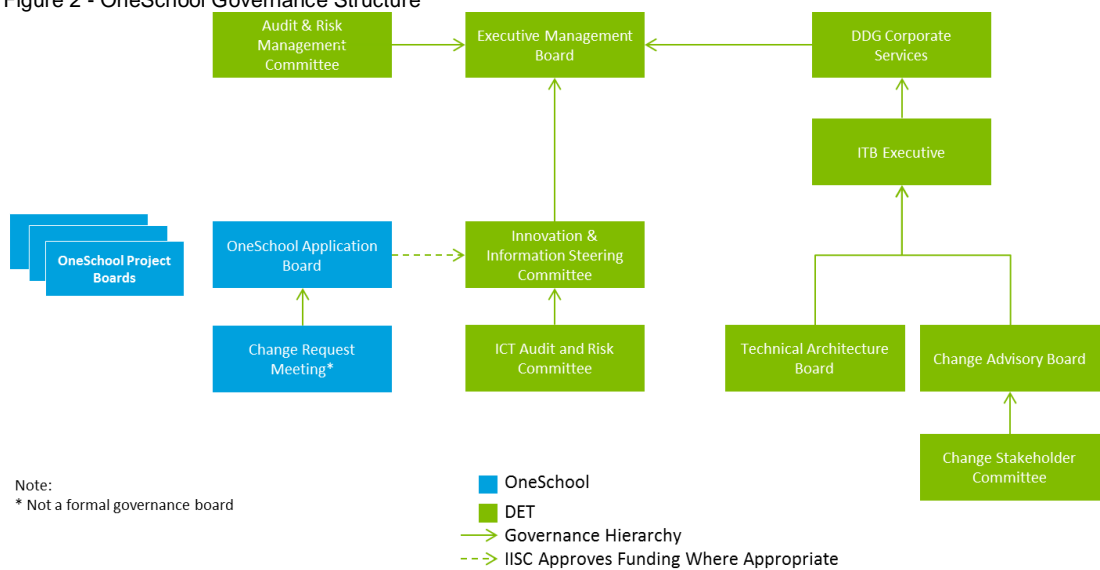 Figure 2 - OneSchool Governance Structure
Audit & Risk
Management
Committee
Executive Management
Board
DDG Corporate
Services
ITB Executive
OneSchool Project
Boards
OneSchool Application
Board
Innovation &
Information Steering
Committee
Change Request
Meeting*
ICT Audit and Risk
Committee
Technical Architecture
Board
Change Advisory Board
Change Stakeholder
Committee
Note:
* Not a formal governance board
OneSchool
DET
Governance Hierarchy
IISC Approves Funding Where Appropriate